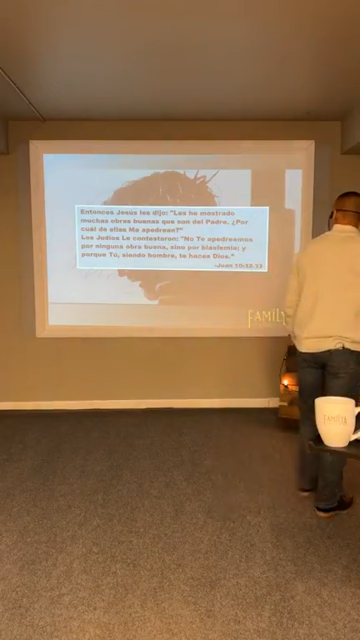 Entonces Jesús les dijo: "Les he mostrado
muchas obras buenas que son del Padre. ¿Por
cuál de ellas Me apedrean?"
Los Judíos Le contestaron: "No Te apedreamos
por ninguna obra buena, sino por blasfemia; y
porque Tú, siendo hombre, te haces Dios."
-Juan 10:32-33
FAMILY
FAMILY